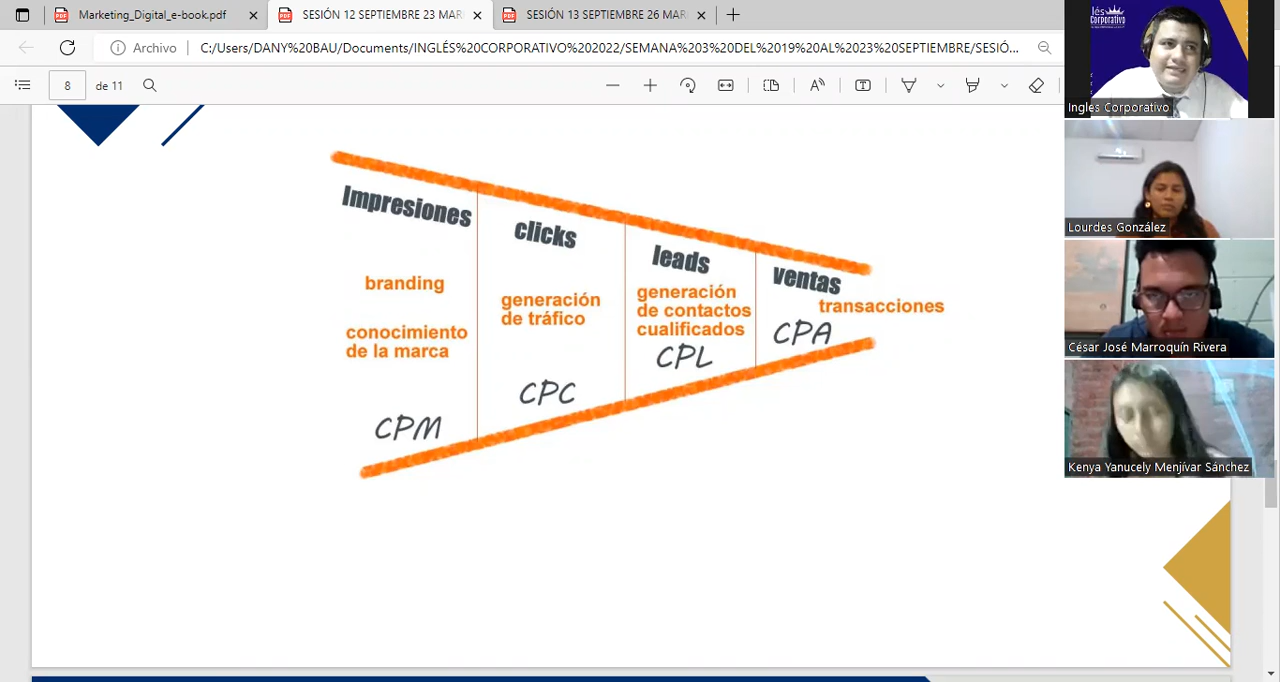 Marketing_Digital_e-book.pdf
SESIÓN 12 SEPTIEMBRE 23 MAR
SESIÓN 13 SEPTIEMBRE 26 MAR
Archivo
C:/Users/DANY%20BAU/Documents/INGLÉS%20CORPORATIVO%202022/SEMANA%203%20DEL%2019%20AL%2023%20SEPTIEMBRE/SESIÓ...
8
de 11
Impresiones
branding
conocimiento
de la marca
CPM
clicks
generación
de tráfico
CPC
leads
generación
de contactos
cualificados
CPL
ventas
transacciones
CPA
lés
Corporativo
Ingles Corporativo
Lourdes González
César José Marroquín Rivera
Kenya Yanucely Menjívar Sánchez